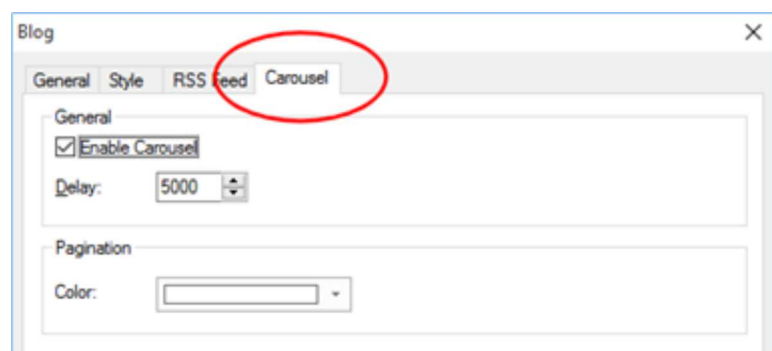 Blog
General Style RSS Feed Carousel
General
Enable Carousel
Delay: 5000
Pagination
Color: